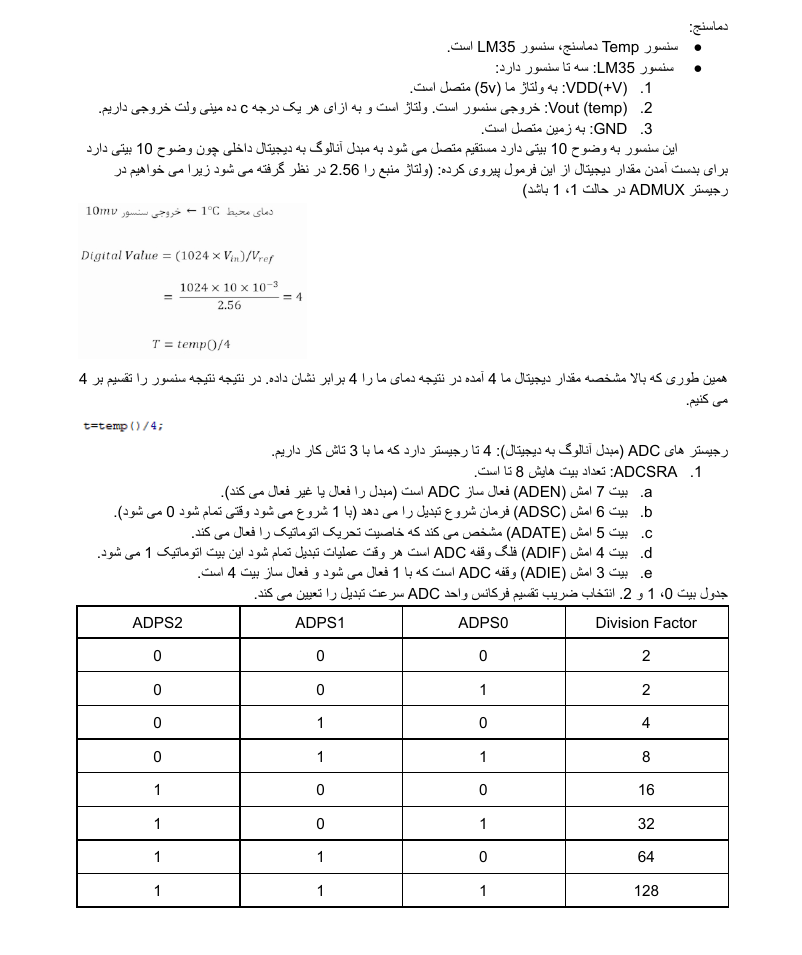 دماسنج:
● سنسور Temp دماسنج، سنسور LM35 است.
● سنسور LM35: سه تا سنسور دارد:
1. VDD(+V): به ولتاژ ما (5v) متصل است.
2. Vout (temp): خروجی سنسور است. ولتاژ است و به ازای هر یک درجه c ده مینی ولت خروجی داریم.
3. GND: به زمین متصل است.
این سنسور به وضوح 10 بیتی دارد مستقیم متصل می شود به مبدل آنالوگ به دیجیتال داخلی چون وضوح 10 بیتی دارد
برای بدست آمدن مقدار دیجیتال از این فرمول پیروی کرده: (ولتاژ منبع را 2.56 در نظر گرفته می شود زیرا می خواهیم در
رجیستر ADMUX در حالت 1، 1 باشد)
دمای محیط 1°C ← خروجی سنسور 10mv
Digital Value = (1024 × Vin)/Vref
= 1024 × 10 × 10⁻³ / 2.56 = 4
T = temp()/4
همین طوری که بالا مشخصه مقدار دیجیتال ما 4 آمده در نتیجه دمای ما را 4 برابر نشان داده. در نتیجه نتیجه سنسور را تقسیم بر 4
می کنیم.
t=temp()/4;
رجیستر های ADC (مبدل آنالوگ به دیجیتال): 4 تا رجیستر دارد که ما با 3 تاش کار داریم.
1. ADCSRA: تعداد بیت هایش 8 تا است.
a. بیت 7 امش (ADEN) فعال ساز ADC است (مبدل را فعال یا غیر فعال می کند).
b. بیت 6 امش (ADSC) فرمان شروع تبدیل را می دهد (با 1 شروع می شود وقتی تمام شود 0 می شود).
c. بیت 5 امش (ADATE) مشخص می کند که خاصیت تحریک اتوماتیک را فعال می کند.
d. بیت 4 امش (ADIF) فلگ وقفه ADC است هر وقت عملیات تبدیل تمام شود این بیت اتوماتیک 1 می شود.
e. بیت 3 امش (ADIE) وقفه ADC است که با 1 فعال می شود و فعال ساز بیت 4 است.
جدول بیت 0، 1 و 2. انتخاب ضریب تقسیم فرکانس واحد ADC سرعت تبدیل را تعیین می کند.
ADPS2 ADPS1 ADPS0 Division Factor
0 0 0 2
0 0 1 2
0 1 0 4
0 1 1 8
1 0 0 16
1 0 1 32
1 1 0 64
1 1 1 128